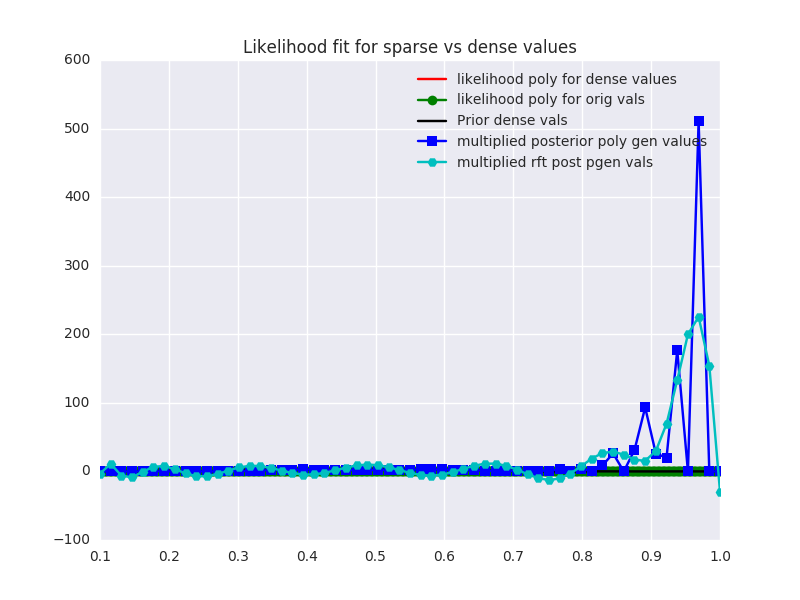 Likelihood fit for sparse vs dense values
600
500
400
300
200
100
0
−100
likelihood poly for dense values
likelihood poly for orig vals
Prior dense vals
multiplied posterior poly gen values
multiplied rft post pgen vals
0.1 0.2 0.3 0.4 0.5 0.6 0.7 0.8 0.9 1.0